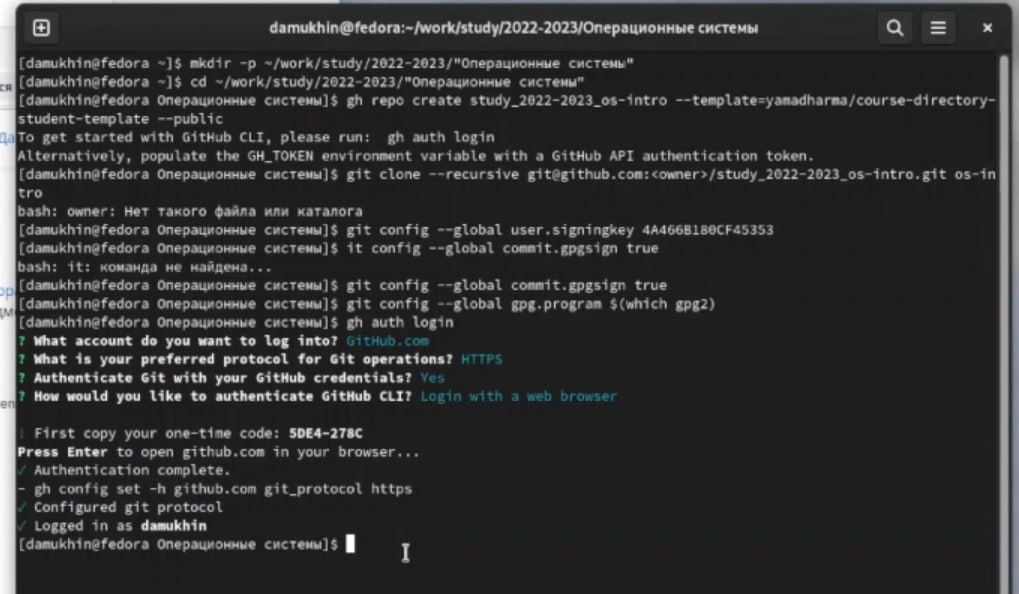 damukhin@fedora:~/work/study/2022-2023/Операционные системы
[damukhin@fedora ~]$ mkdir -p ~/work/study/2022-2023/"Операционные системы"
[damukhin@fedora ~]$ cd ~/work/study/2022-2023/"Операционные системы"
[damukhin@fedora Операционные системы]$ gh repo create study_2022-2023_os-intro --template=yamadharma/course-directory-
student-template --public
To get started with GitHub CLI, please run:  gh auth login
Alternatively, populate the GH_TOKEN environment variable with a GitHub API authentication token.
[damukhin@fedora Операционные системы]$ git clone --recursive git@github.com:<owner>/study_2022-2023_os-intro.git os-in
tro
bash: owner: Нет такого файла или каталога
[damukhin@fedora Операционные системы]$ git config --global user.signingkey 4A466B180CF45353
[damukhin@fedora Операционные системы]$ it config --global commit.gpgsign true
bash: it: команда не найдена...
[damukhin@fedora Операционные системы]$ git config --global commit.gpgsign true
[damukhin@fedora Операционные системы]$ git config --global gpg.program $(which gpg2)
[damukhin@fedora Операционные системы]$ gh auth login
? What account do you want to log into? GitHub.com
? What is your preferred protocol for Git operations? HTTPS
? Authenticate Git with your GitHub credentials? Yes
? How would you like to authenticate GitHub CLI? Login with a web browser
! First copy your one-time code: 5DE4-278C
Press Enter to open github.com in your browser...
✓ Authentication complete.
- gh config set -h github.com git_protocol https
✓ Configured git protocol
✓ Logged in as damukhin
[damukhin@fedora Операционные системы]$